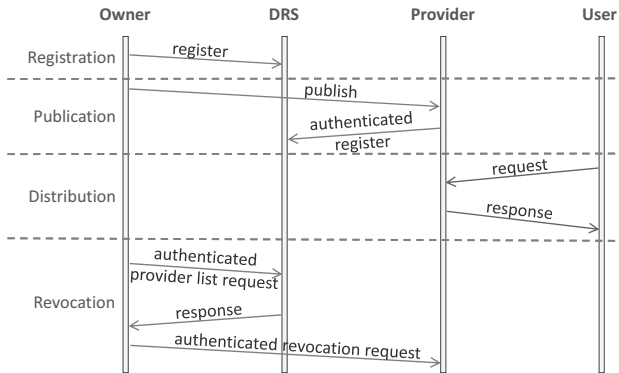 Owner DRS Provider User
Registration
register
publish
Publication
authenticated
register
request
Distribution
response
authenticated
provider list request
Revocation
response
authenticated revocation request